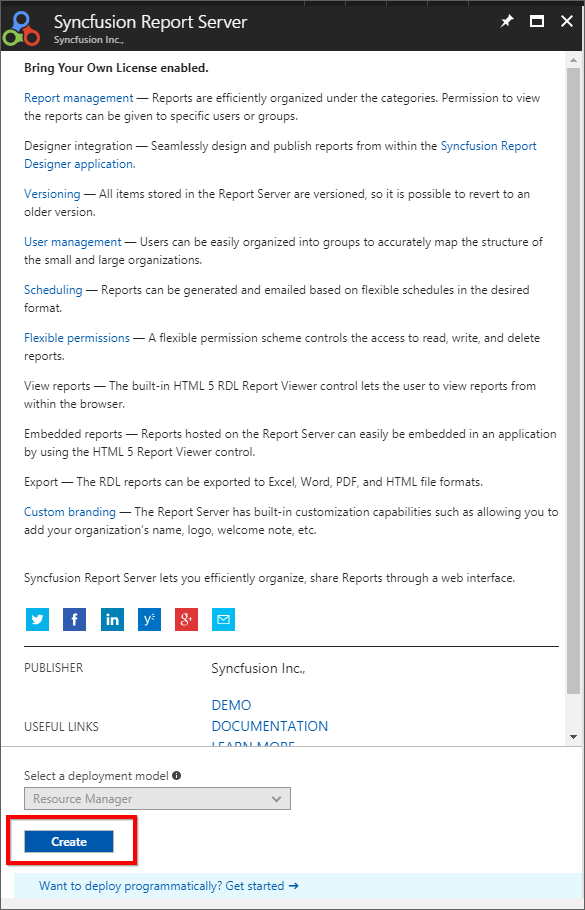 Syncfusion Report Server
Syncfusion Inc.,
Bring Your Own License enabled.
Report management — Reports are efficiently organized under the categories. Permission to view
the reports can be given to specific users or groups.
Designer integration — Seamlessly design and publish reports from within the Syncfusion Report
Designer application.
Versioning — All items stored in the Report Server are versioned, so it is possible to revert to an
older version.
User management — Users can be easily organized into groups to accurately map the structure of
the small and large organizations.
Scheduling — Reports can be generated and emailed based on flexible schedules in the desired
format.
Flexible permissions — A flexible permission scheme controls the access to read, write, and delete
reports.
View reports — The built-in HTML 5 RDL Report Viewer control lets the user to view reports from
within the browser.
Embedded reports — Reports hosted on the Report Server can easily be embedded in an application
by using the HTML 5 Report Viewer control.
Export — The RDL reports can be exported to Excel, Word, PDF, and HTML file formats.
Custom branding — The Report Server has built-in customization capabilities such as allowing you to
add your organization's name, logo, welcome note, etc.
Syncfusion Report Server lets you efficiently organize, share Reports through a web interface.
PUBLISHER Syncfusion Inc.,
DEMO
USEFUL LINKS DOCUMENTATION
LEARN MORE
Select a deployment model
Resource Manager
Create
Want to deploy programmatically? Get started →